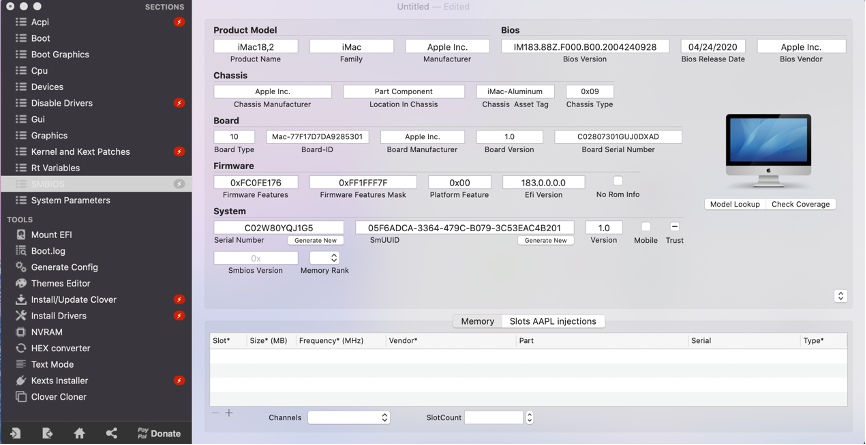 SECTIONS
Untitled — Edited
Acpi
Boot
Boot Graphics
Cpu
Devices
Disable Drivers
Gui
Graphics
Kernel and Kext Patches
Rt Variables
SMBIOS
System Parameters
TOOLS
Mount EFI
Boot.log
Generate Config
Themes Editor
Install/Update Clover
Install Drivers
NVRAM
HEX converter
Text Mode
Kexts Installer
Clover Cloner
Pay Pal Donate
Product Model
iMac18,2 iMac Apple Inc.
Product Name Family Manufacturer
Bios
IM183.88Z.F000.B00.2004240928 04/24/2020 Apple Inc.
Bios Version Bios Release Date Bios Vendor
Chassis
Apple Inc. Part Component iMac-Aluminum 0x09
Chassis Manufacturer Location In Chassis Chassis Asset Tag Chassis Type
Board
10 Mac-77F17D7DA9285301 Apple Inc. 1.0 C02807301GUJ0DXAD
Board Type Board-ID Board Manufacturer Board Version Board Serial Number
Firmware
0xFC0FE176 0xFF1FFF7F 0x00 183.0.0.0.0
Firmware Features Firmware Features Mask Platform Feature Efi Version No Rom Info
System
C02W80YQJ1G5 05F6ADCA-3364-479C-B079-3C53EAC4B201 1.0
Serial Number Generate New SmUUID Generate New Version Mobile Trust
0x
Smbios Version Memory Rank
Model Lookup Check Coverage
Memory Slots AAPL injections
Slot* Size* (MB) Frequency* (MHz) Vendor* Part Serial Type*
Channels SlotCount